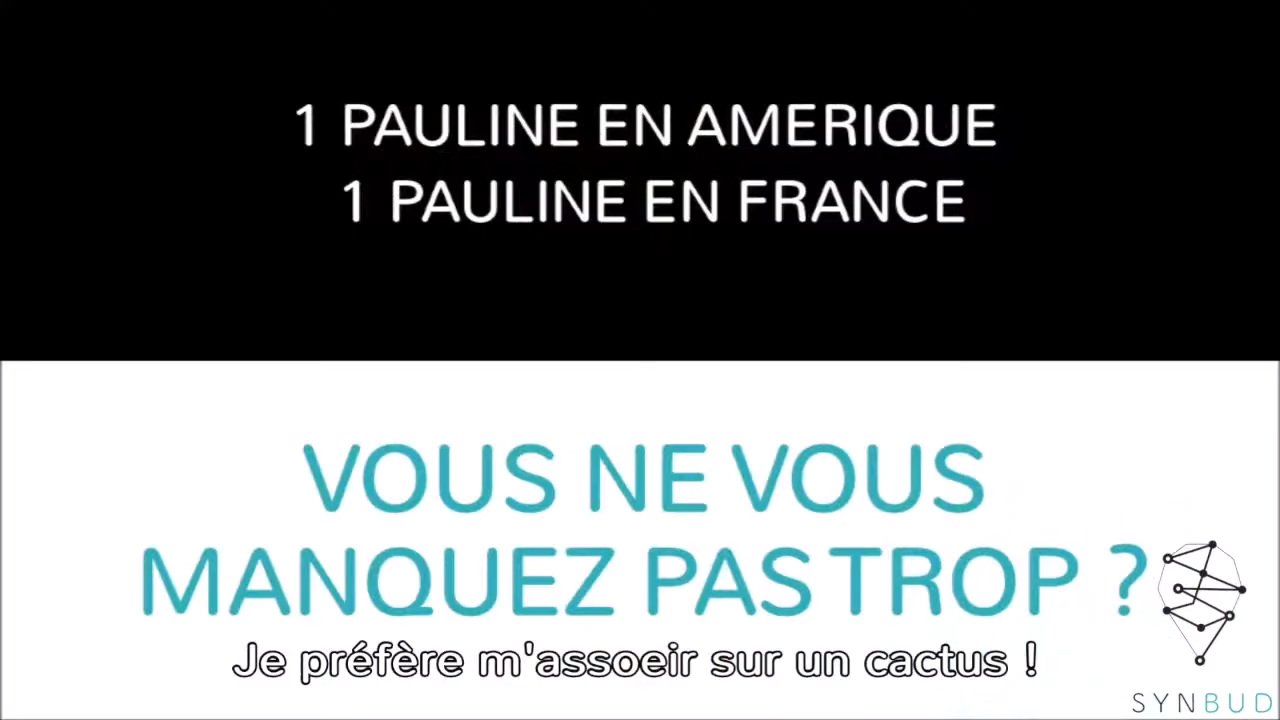 1 PAULINE EN AMERIQUE
1 PAULINE EN FRANCE
VOUS NE VOUS
MANQUEZ PAS TROP ?
Je préfère m'assoeir sur un cactus !
SYNBUD